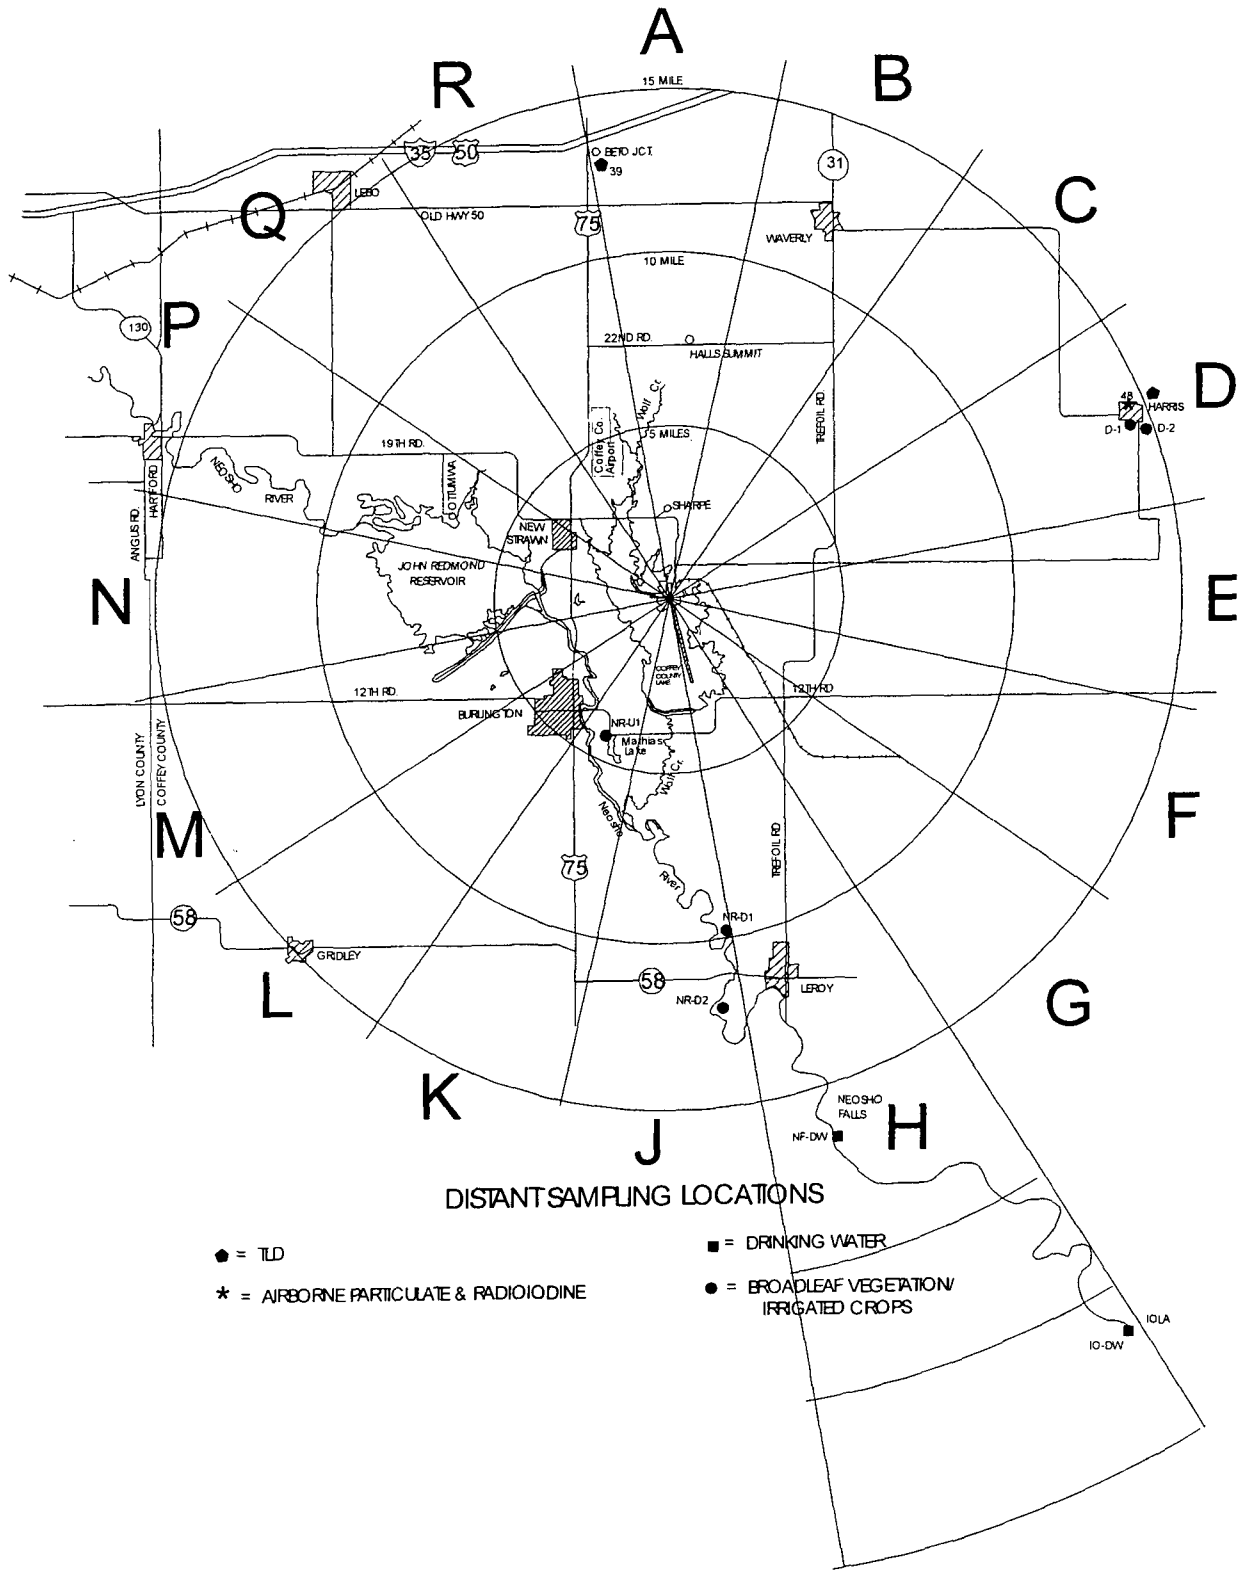 A
R
15 MILE
B
35
50
BETO JCT.
39
31
LEBO
C
Q
OLD HWY 50
75
WAVERLY
10 MILE
P
130
22ND RD.
HALLS SUMMIT
Wolf Cr.
D
48
HARRIS
D-1
D-2
TREFOIL RD.
5 MILES
19TH RD.
Coffey Co.
Airport
NEOSHO
RIVER
OTTUMWA
HARTFORD
ANGUS RD.
SHARPE
NEW
STRAWN
JOHN REDMOND
RESERVOIR
N
E
COFFEY
COUNTY
LAKE
12TH RD.
12TH RD
BURLINGTON
NR-U1
Mathias
Lake
Wolf Cr.
LYON COUNTY
COFFEY COUNTY
Neosho
F
M
TREFOIL RD
75
River
58
NR-D1
GRIDLEY
58
LEROY
L
NR-D2
G
K
NEOSHO
FALLS
J
NF-DW
H
DISTANT SAMPLING LOCATIONS
= TLD
= DRINKING WATER
* = AIRBORNE PARTICULATE & RADIOIODINE
= BROADLEAF VEGETATION/
IRRIGATED CROPS
IOLA
IO-DW